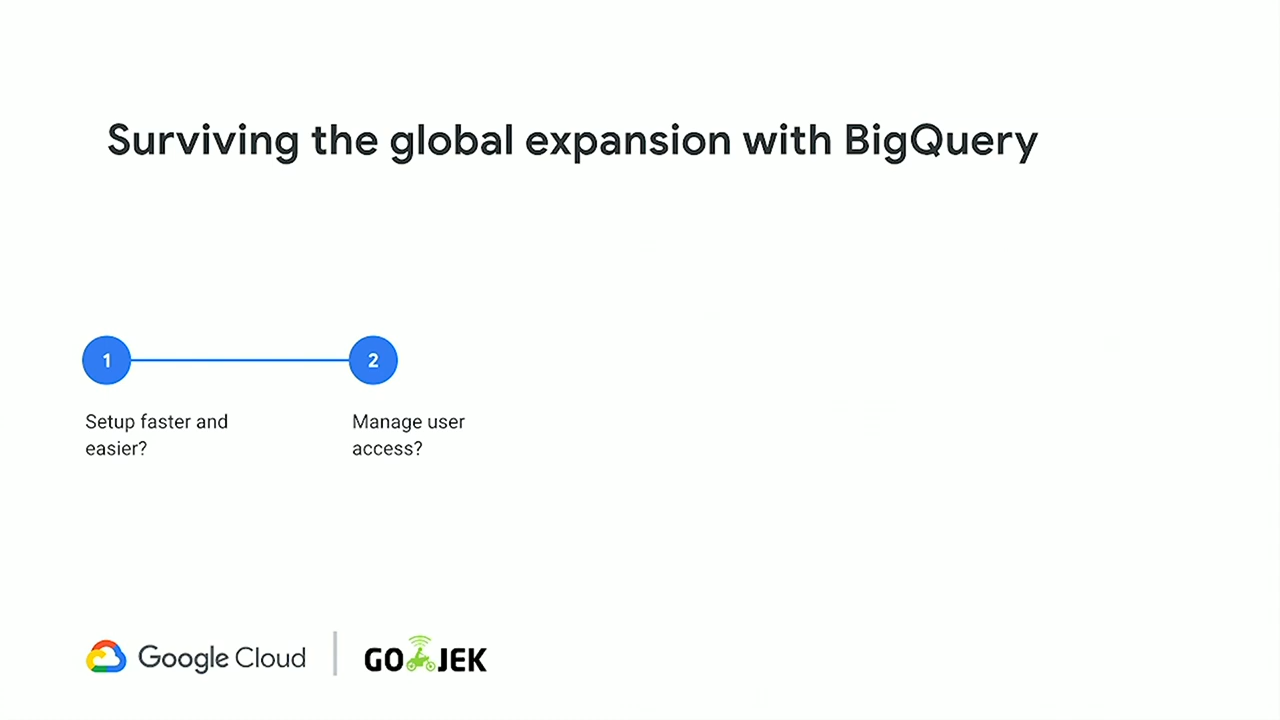 Surviving the global expansion with BigQuery
1
2
Setup faster and
easier?
Manage user
access?
Google Cloud
GOJEK